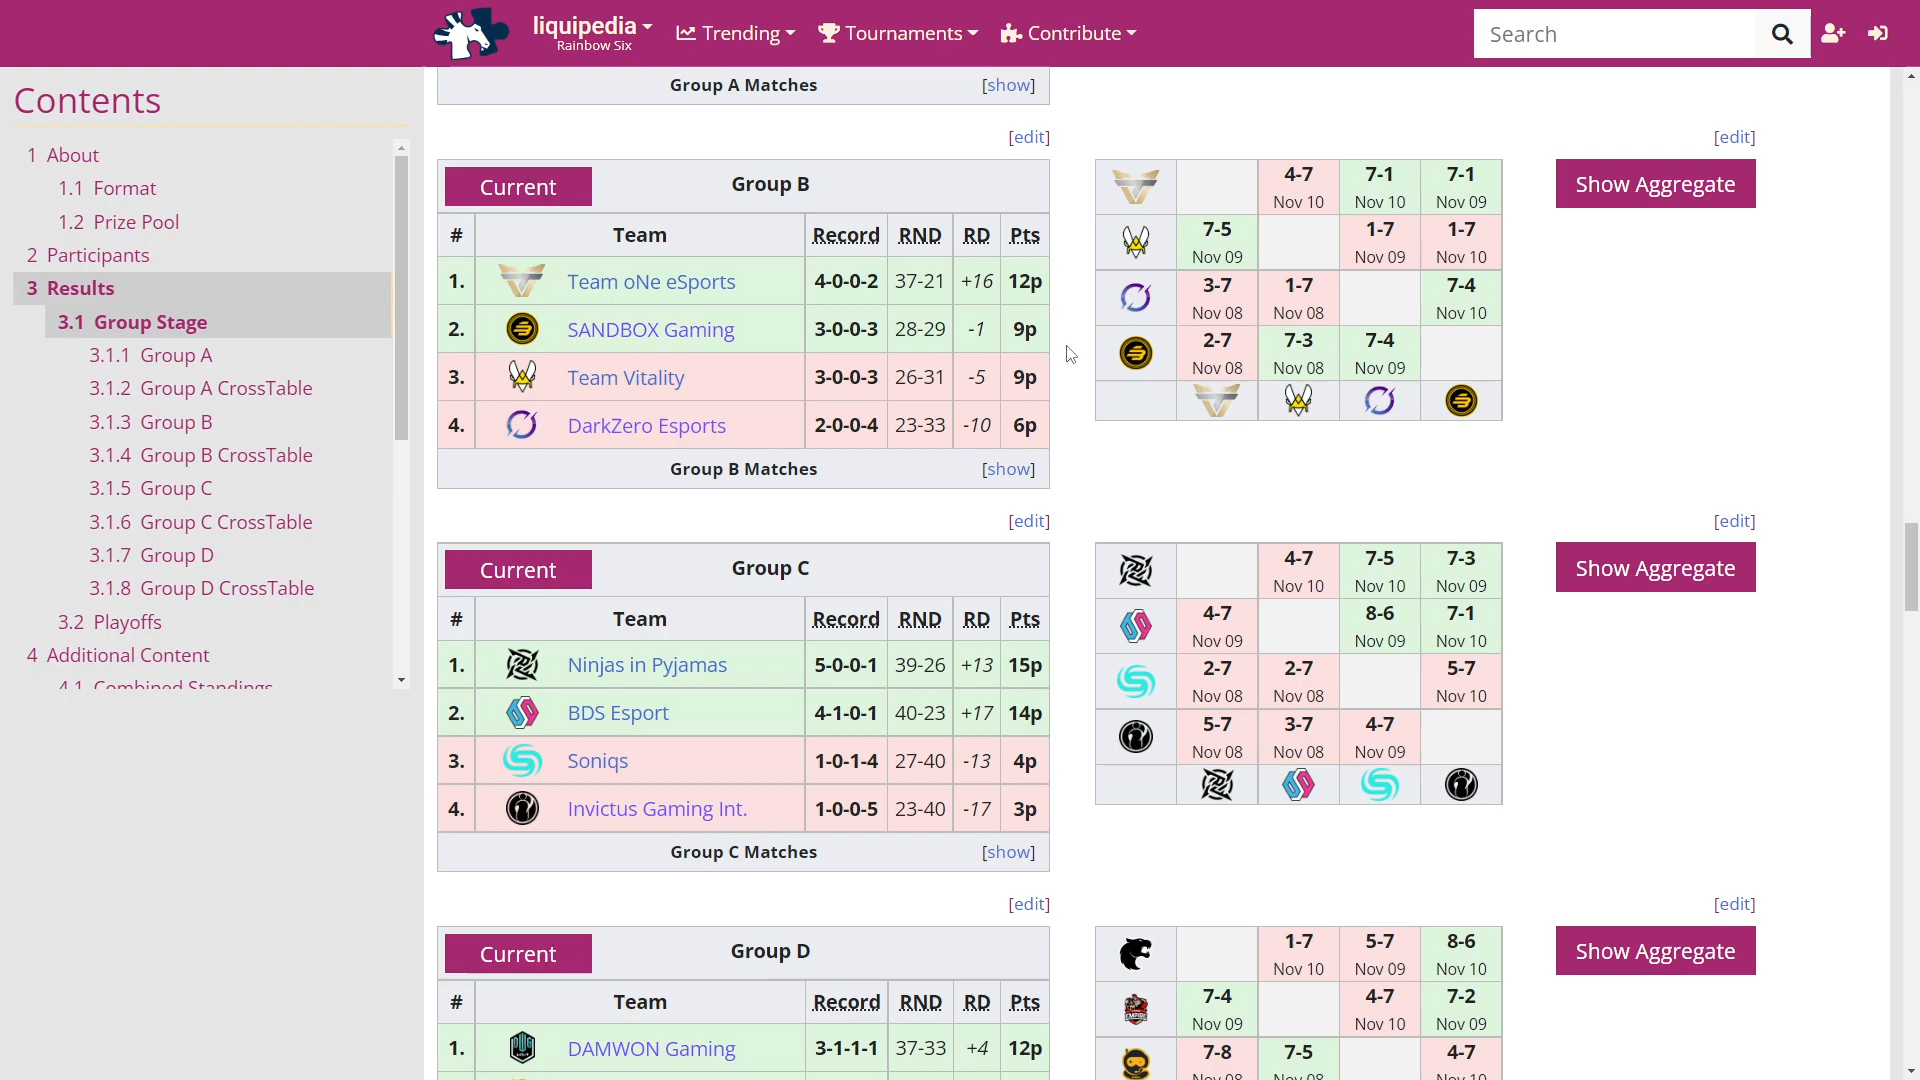 liquipedia
Rainbow Six
Trending
Tournaments
Contribute
Search
Contents
1 About
1.1 Format
1.2 Prize Pool
2 Participants
3 Results
3.1 Group Stage
3.1.1 Group A
3.1.2 Group A CrossTable
3.1.3 Group B
3.1.4 Group B CrossTable
3.1.5 Group C
3.1.6 Group C CrossTable
3.1.7 Group D
3.1.8 Group D CrossTable
3.2 Playoffs
4 Additional Content
4.1 Combined Standings
Group A Matches [show]
[edit]
Current Group B
# Team Record RND RD Pts
1. Team oNe eSports 4-0-0-2 37-21 +16 12p
2. SANDBOX Gaming 3-0-0-3 28-29 -1 9p
3. Team Vitality 3-0-0-3 26-31 -5 9p
4. DarkZero Esports 2-0-0-4 23-33 -10 6p
Group B Matches [show]
[edit]
4-7 7-1 7-1
Nov 10 Nov 10 Nov 09
7-5 1-7 1-7
Nov 09 Nov 09 Nov 10
3-7 1-7 7-4
Nov 08 Nov 08 Nov 10
2-7 7-3 7-4
Nov 08 Nov 08 Nov 09
Show Aggregate
[edit]
Current Group C
# Team Record RND RD Pts
1. Ninjas in Pyjamas 5-0-0-1 39-26 +13 15p
2. BDS Esport 4-1-0-1 40-23 +17 14p
3. Soniqs 1-0-1-4 27-40 -13 4p
4. Invictus Gaming Int. 1-0-0-5 23-40 -17 3p
Group C Matches [show]
[edit]
4-7 7-5 7-3
Nov 10 Nov 10 Nov 09
4-7 8-6 7-1
Nov 09 Nov 09 Nov 10
2-7 2-7 5-7
Nov 08 Nov 08 Nov 10
5-7 3-7 4-7
Nov 08 Nov 08 Nov 09
Show Aggregate
[edit]
Current Group D
# Team Record RND RD Pts
1. DAMWON Gaming 3-1-1-1 37-33 +4 12p
[edit]
1-7 5-7 8-6
Nov 10 Nov 09 Nov 10
7-4 4-7 7-2
Nov 09 Nov 10 Nov 09
7-8 7-5 4-7
Nov 08 Nov 08 Nov 10
Show Aggregate